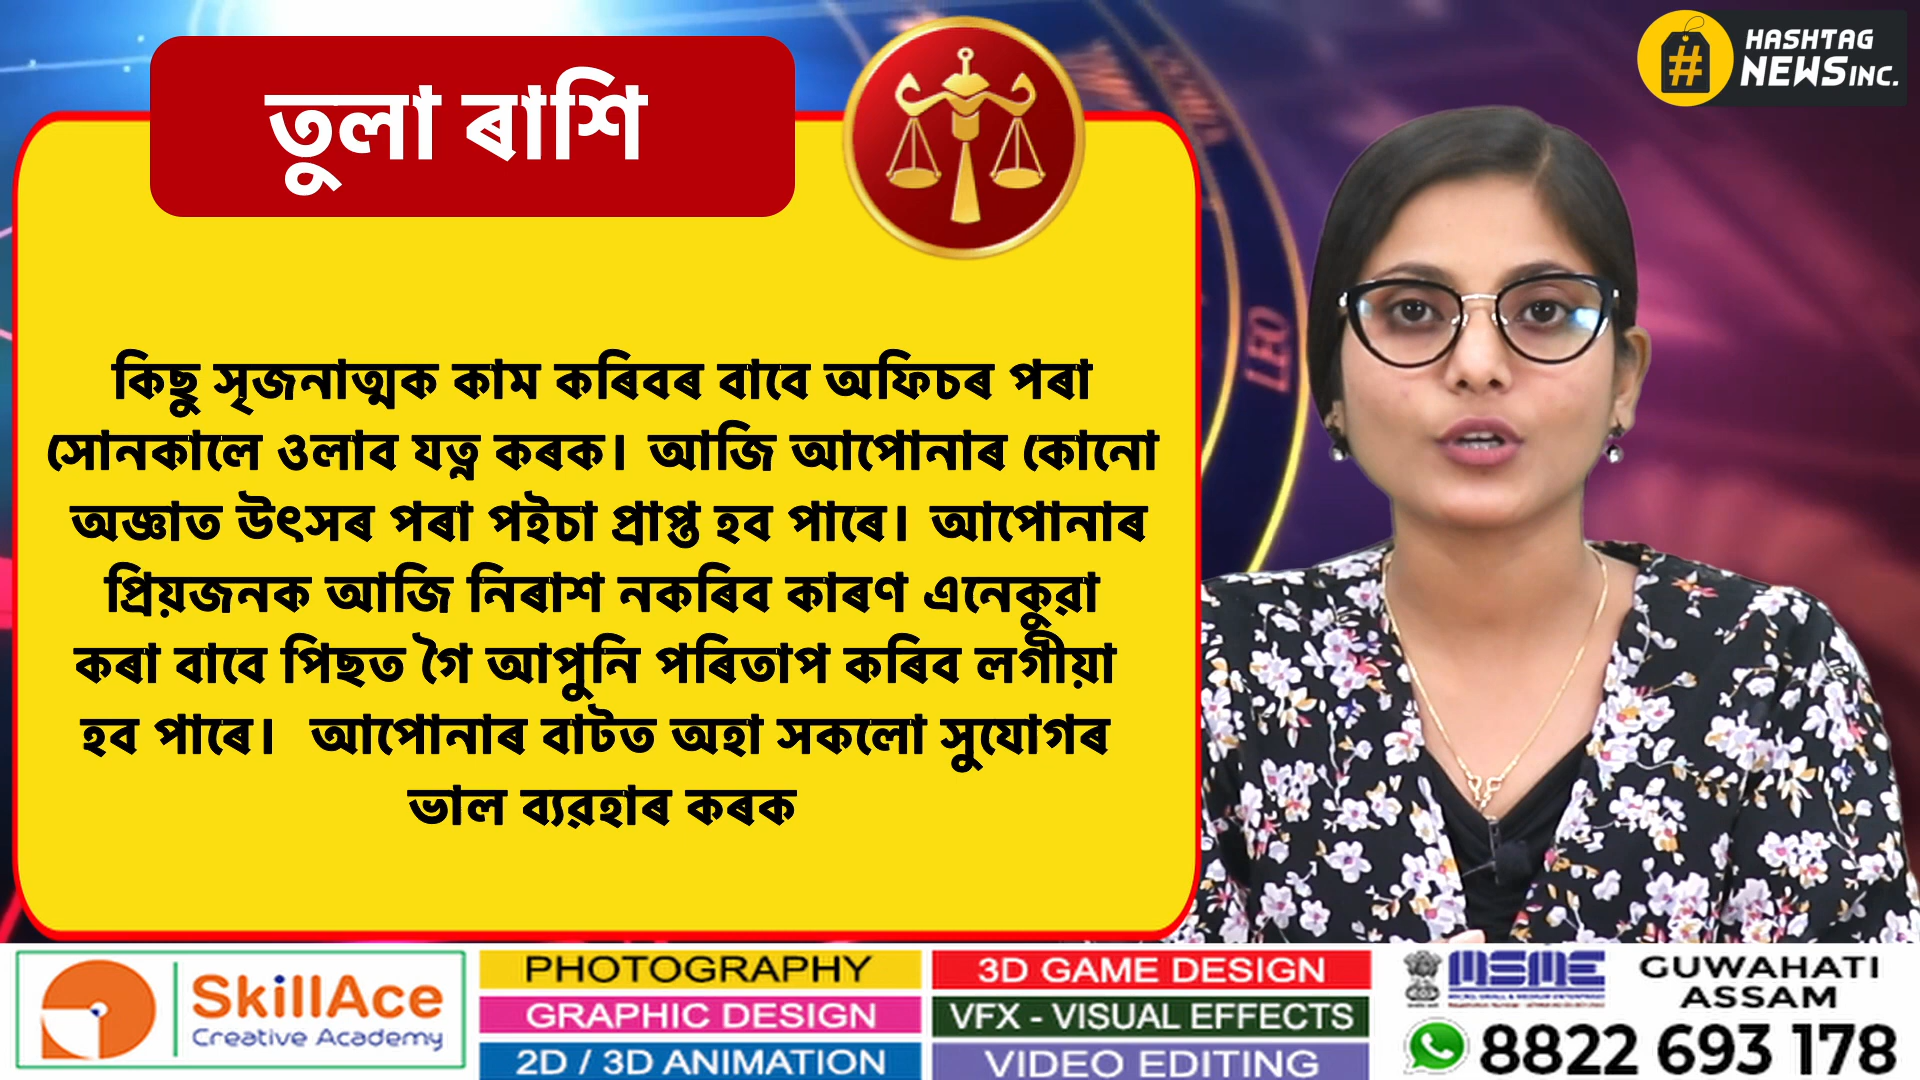 তুলা ৰাশি
HASHTAG
NEWS INC.
LEO
কিছু সৃজনাত্মক কাম কৰিবৰ বাবে অফিচৰ পৰা
সোনকালে ওলাব যত্ন কৰক। আজি আপোনাৰ কোনো
অজ্ঞাত উৎসৰ পৰা পইচা প্ৰাপ্ত হব পাৰে। আপোনাৰ
প্ৰিয়জনক আজি নিৰাশ নকৰিব কাৰণ এনেকুৱা
কৰা বাবে পিছত গৈ আপুনি পৰিতাপ কৰিব লগীয়া
হব পাৰে। আপোনাৰ বাটত অহা সকলো সুযোগৰ
ভাল ব্যৱহাৰ কৰক
SkillAce
Creative Academy
PHOTOGRAPHY
GRAPHIC DESIGN
2D / 3D ANIMATION
3D GAME DESIGN
VFX - VISUAL EFFECTS
VIDEO EDITING
MSME
GUWAHATI
ASSAM
8822 693 178